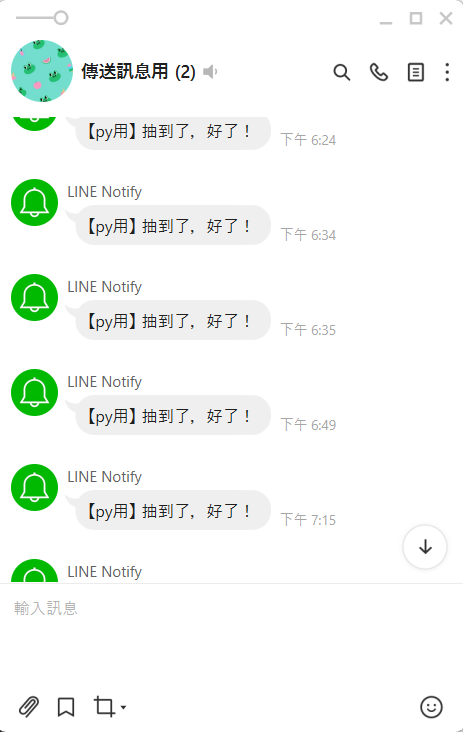 傳送訊息用 (2)
【py用】抽到了，好了！
下午 6:24
LINE Notify
【py用】抽到了，好了！
下午 6:34
LINE Notify
【py用】抽到了，好了！
下午 6:35
LINE Notify
【py用】抽到了，好了！
下午 6:49
LINE Notify
【py用】抽到了，好了！
下午 7:15
LINE Notify
輸入訊息